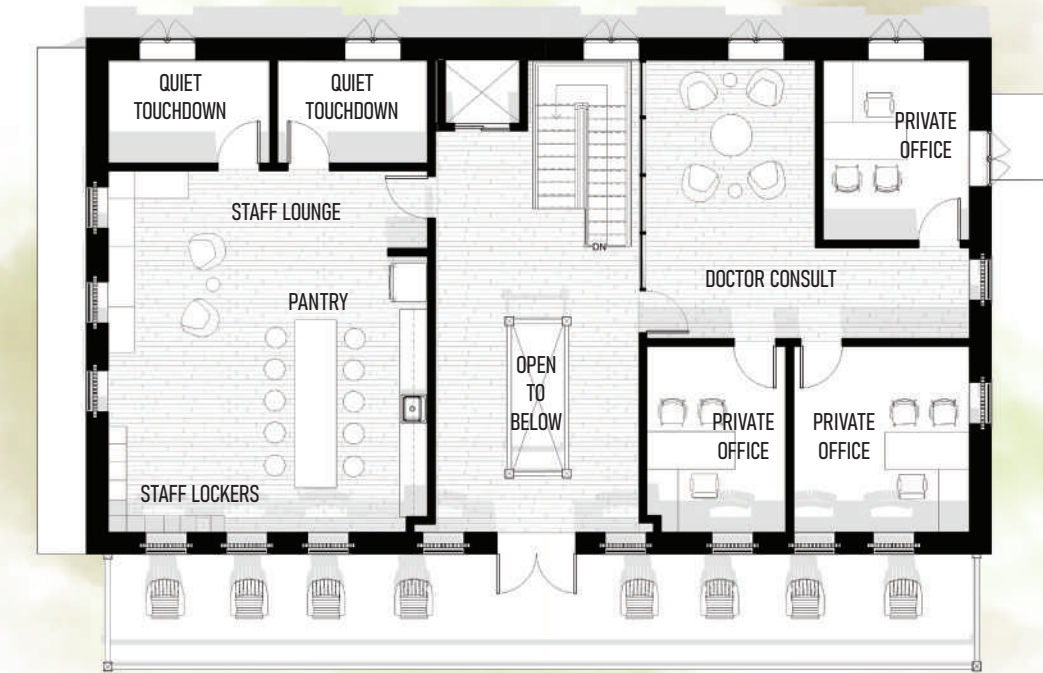 QUIET
TOUCHDOWN
QUIET
TOUCHDOWN
PRIVATE
OFFICE
STAFF LOUNGE
DN
DOCTOR CONSULT
PANTRY
OPEN
TO
BELOW
PRIVATE
OFFICE
PRIVATE
OFFICE
STAFF LOCKERS